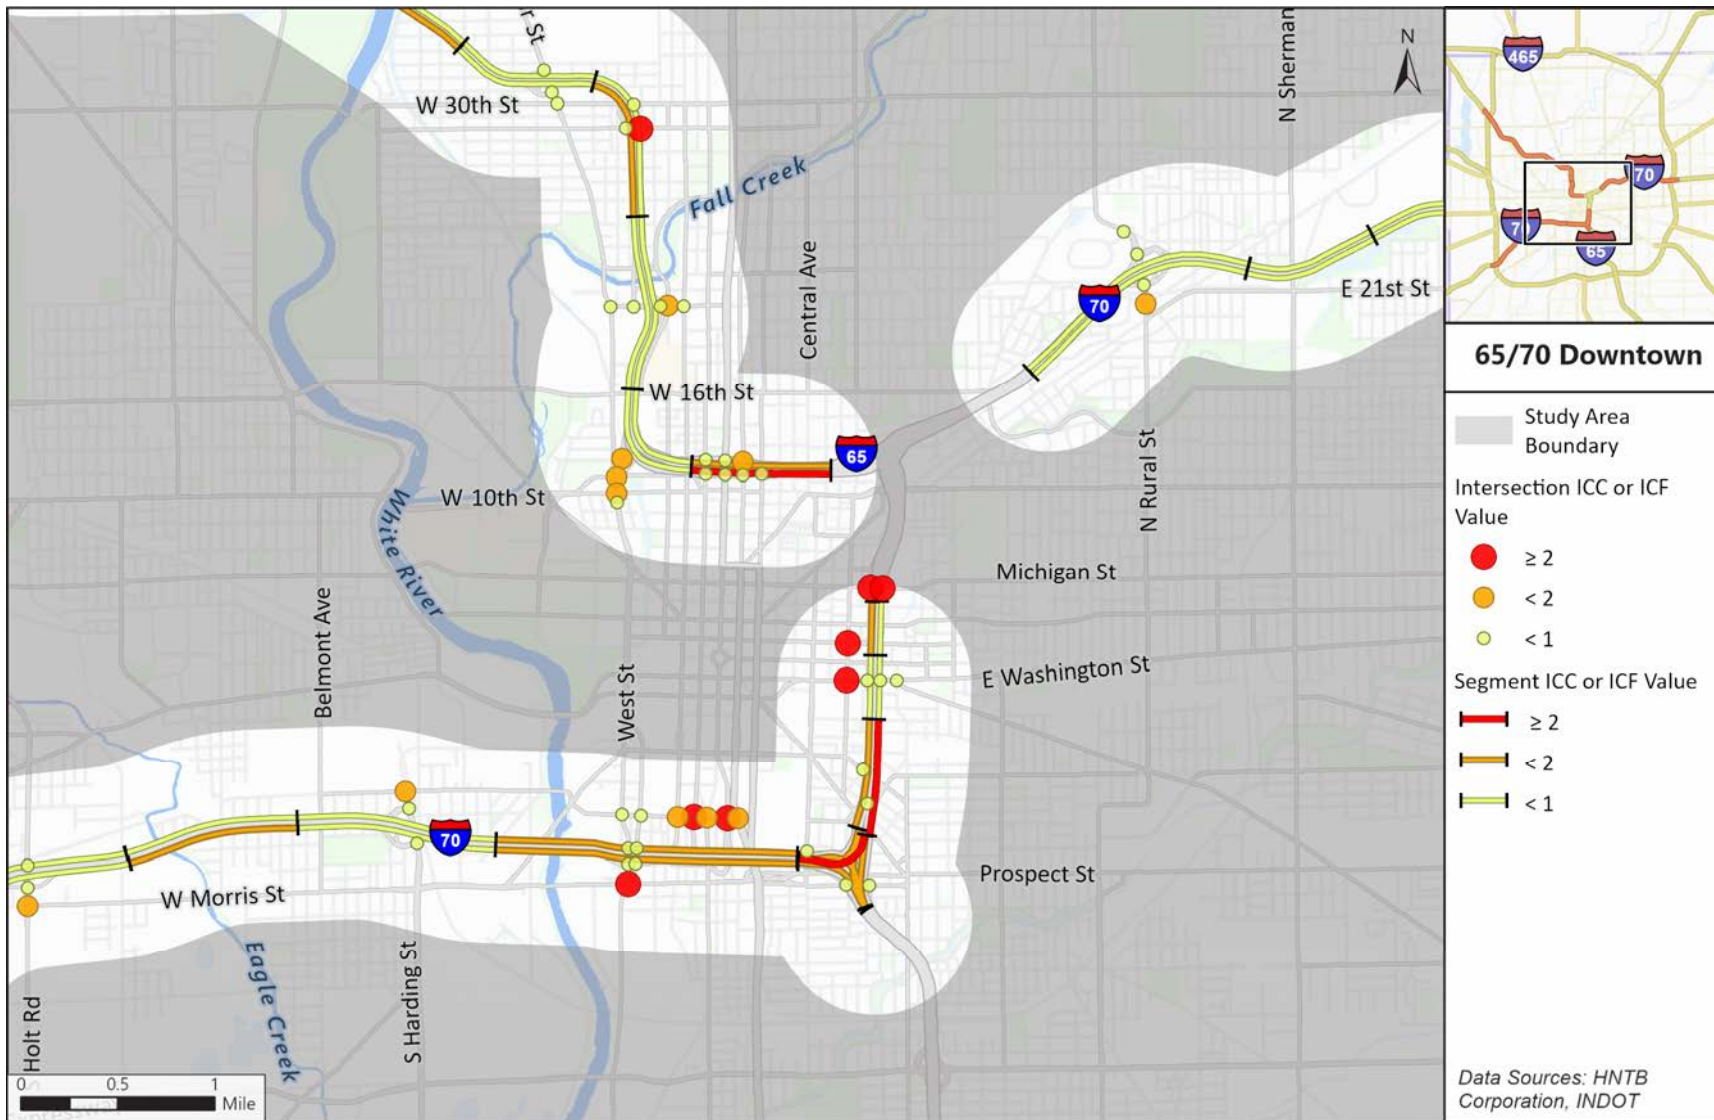 r St
W 30th St
N Sherman
N
Fall Creek
Central Ave
70
E 21st St
W 16th St
65
W 10th St
White River
N Rural St
Michigan St
Belmont Ave
West St
E Washington St
70
Prospect St
W Morris St
Eagle Creek
S Harding St
Holt Rd
0 0.5 1
Mile
465
70
65
65/70 Downtown
Study Area
Boundary
Intersection ICC or ICF
Value
≥ 2
< 2
< 1
Segment ICC or ICF Value
≥ 2
< 2
< 1
Data Sources: HNTB
Corporation, INDOT